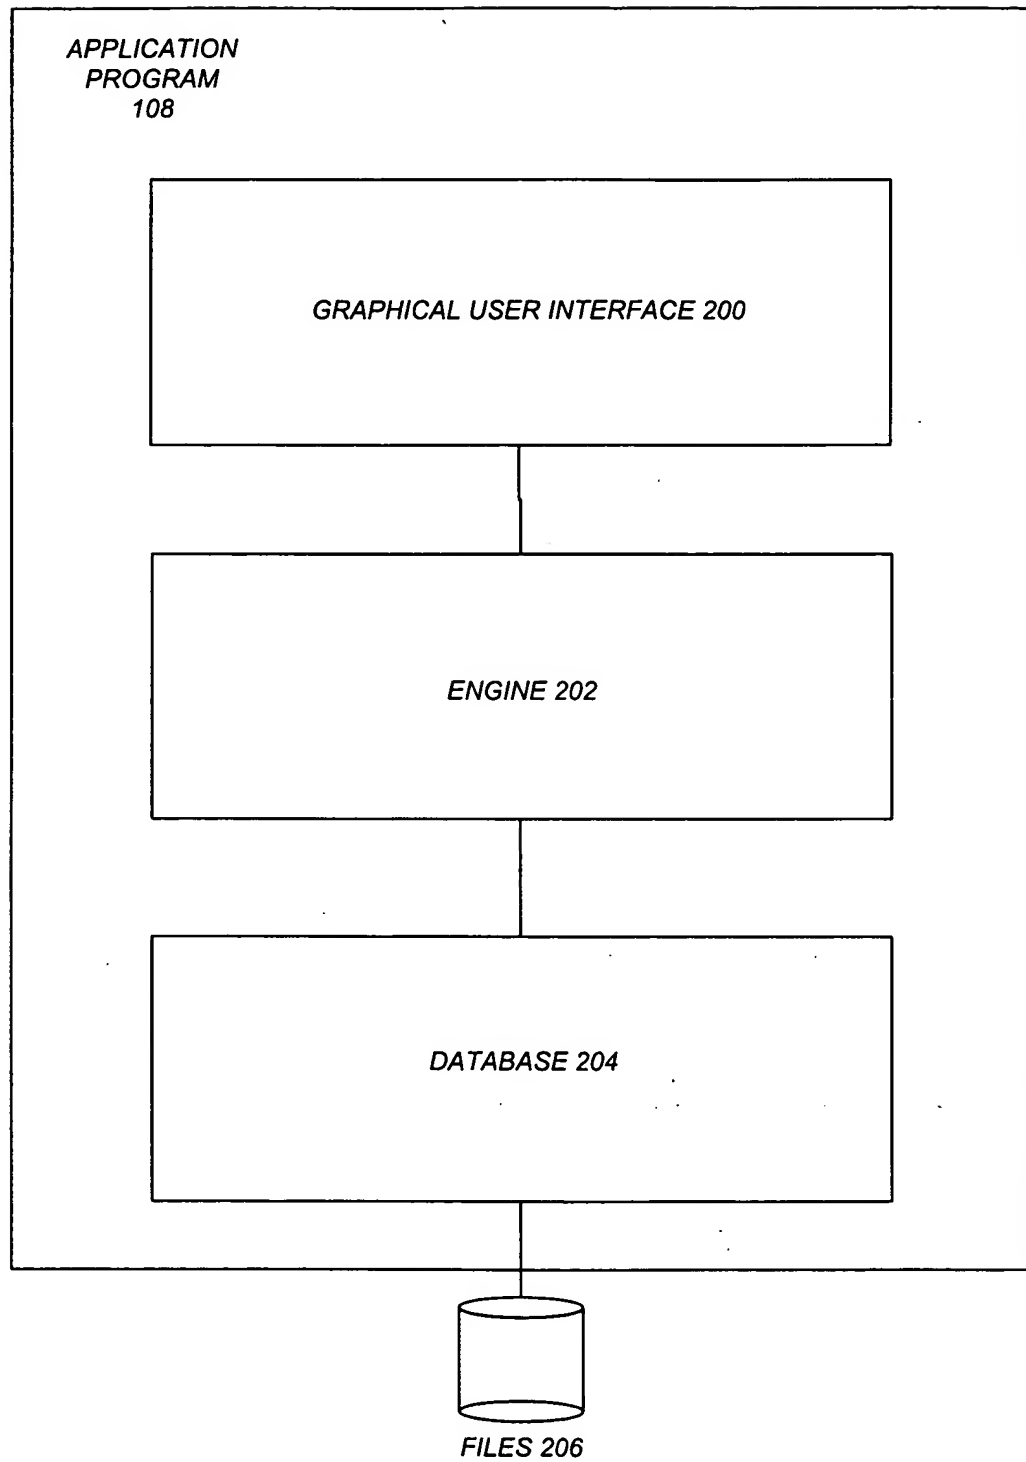 APPLICATION
PROGRAM
108
GRAPHICAL USER INTERFACE 200
ENGINE 202
DATABASE 204
FILES 206